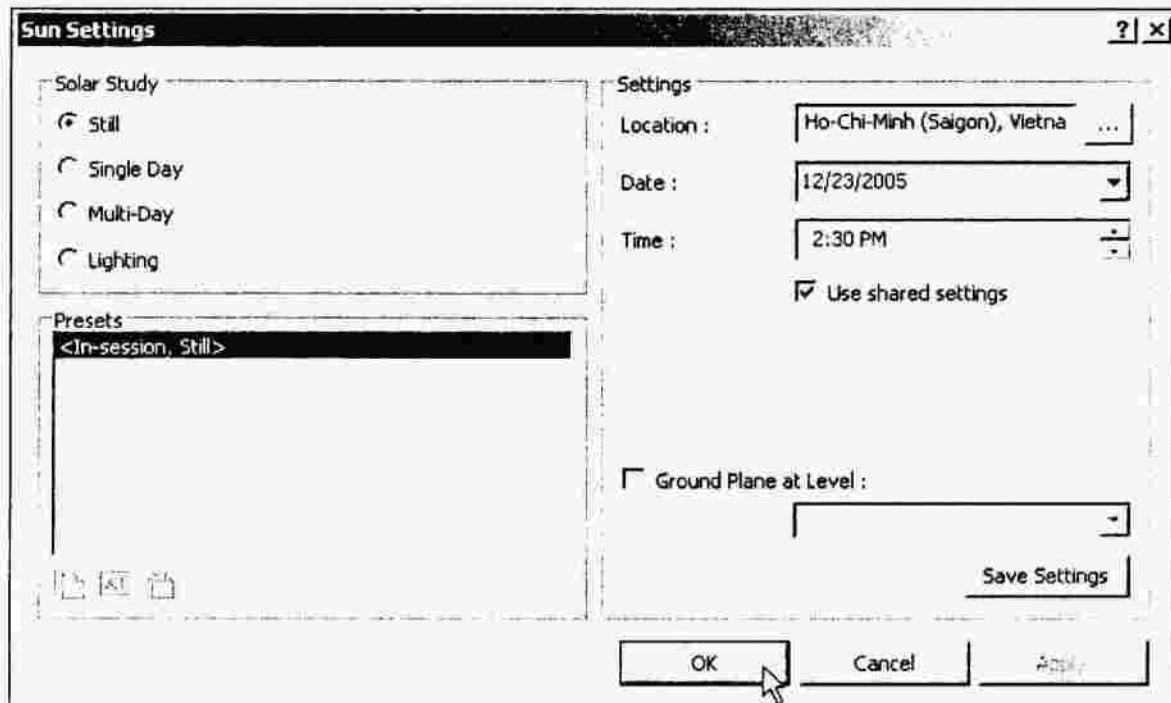 Sun Settings
Solar Study
Still
Single Day
Multi-Day
Lighting
Presets
<In-session, Still>
Settings
Location :
Ho-Chi-Minh (Saigon), Vietna
...
Date :
12/23/2005
Time :
2:30 PM
Use shared settings
Ground Plane at Level :
Save Settings
OK
Cancel
Apply